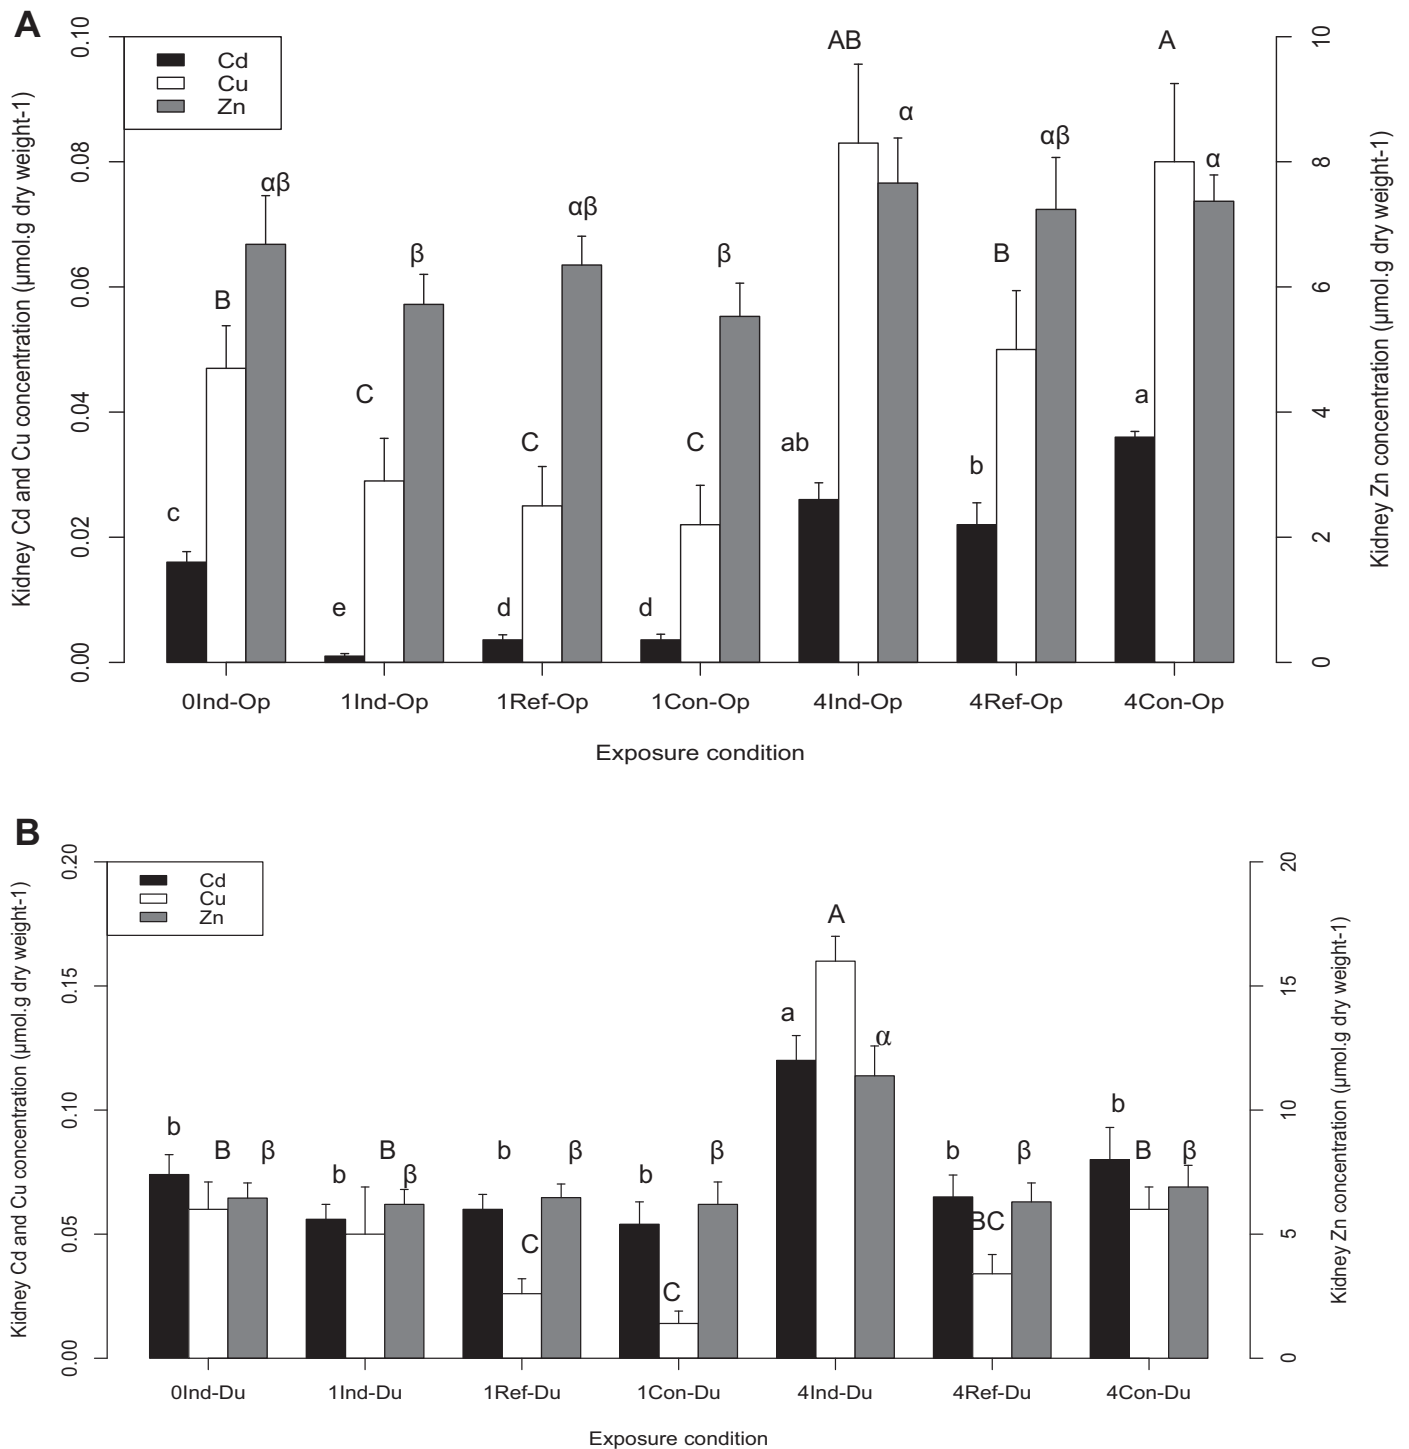 A
Kidney Cd and Cu concentration (µmol.g dry weight-1)
0.00 0.02 0.04 0.06 0.08 0.10
Cd
Cu
Zn
c B αβ
e C β
d C αβ
d C β
ab AB α
b B αβ
a A α
0 2 4 6 8 10
Kidney Zn concentration (µmol.g dry weight-1)
0Ind-Op 1Ind-Op 1Ref-Op 1Con-Op 4Ind-Op 4Ref-Op 4Con-Op
Exposure condition
B
Kidney Cd and Cu concentration (µmol.g dry weight-1)
0.00 0.05 0.10 0.15 0.20
Cd
Cu
Zn
b B β
b B β
b C β
b C β
a A α
b BC β
b B β
0 5 10 15 20
Kidney Zn concentration (µmol.g dry weight-1)
0Ind-Du 1Ind-Du 1Ref-Du 1Con-Du 4Ind-Du 4Ref-Du 4Con-Du
Exposure condition